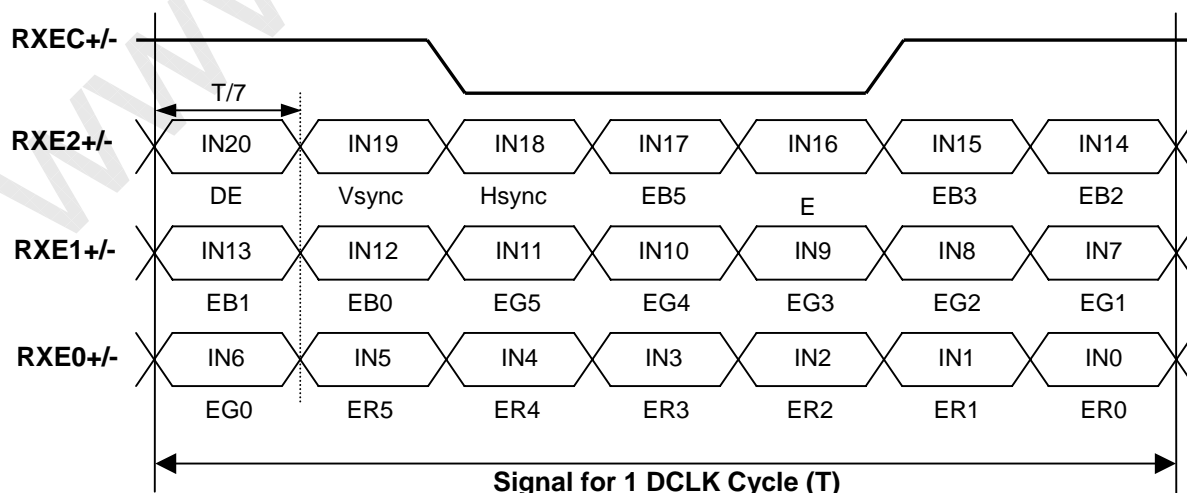 RXEC+/-
T/7
RXE2+/- IN20 IN19 IN18 IN17 IN16 IN15 IN14
DE Vsync Hsync EB5 E EB3 EB2
RXE1+/- IN13 IN12 IN11 IN10 IN9 IN8 IN7
EB1 EB0 EG5 EG4 EG3 EG2 EG1
RXE0+/- IN6 IN5 IN4 IN3 IN2 IN1 IN0
EG0 ER5 ER4 ER3 ER2 ER1 ER0
Signal for 1 DCLK Cycle (T)